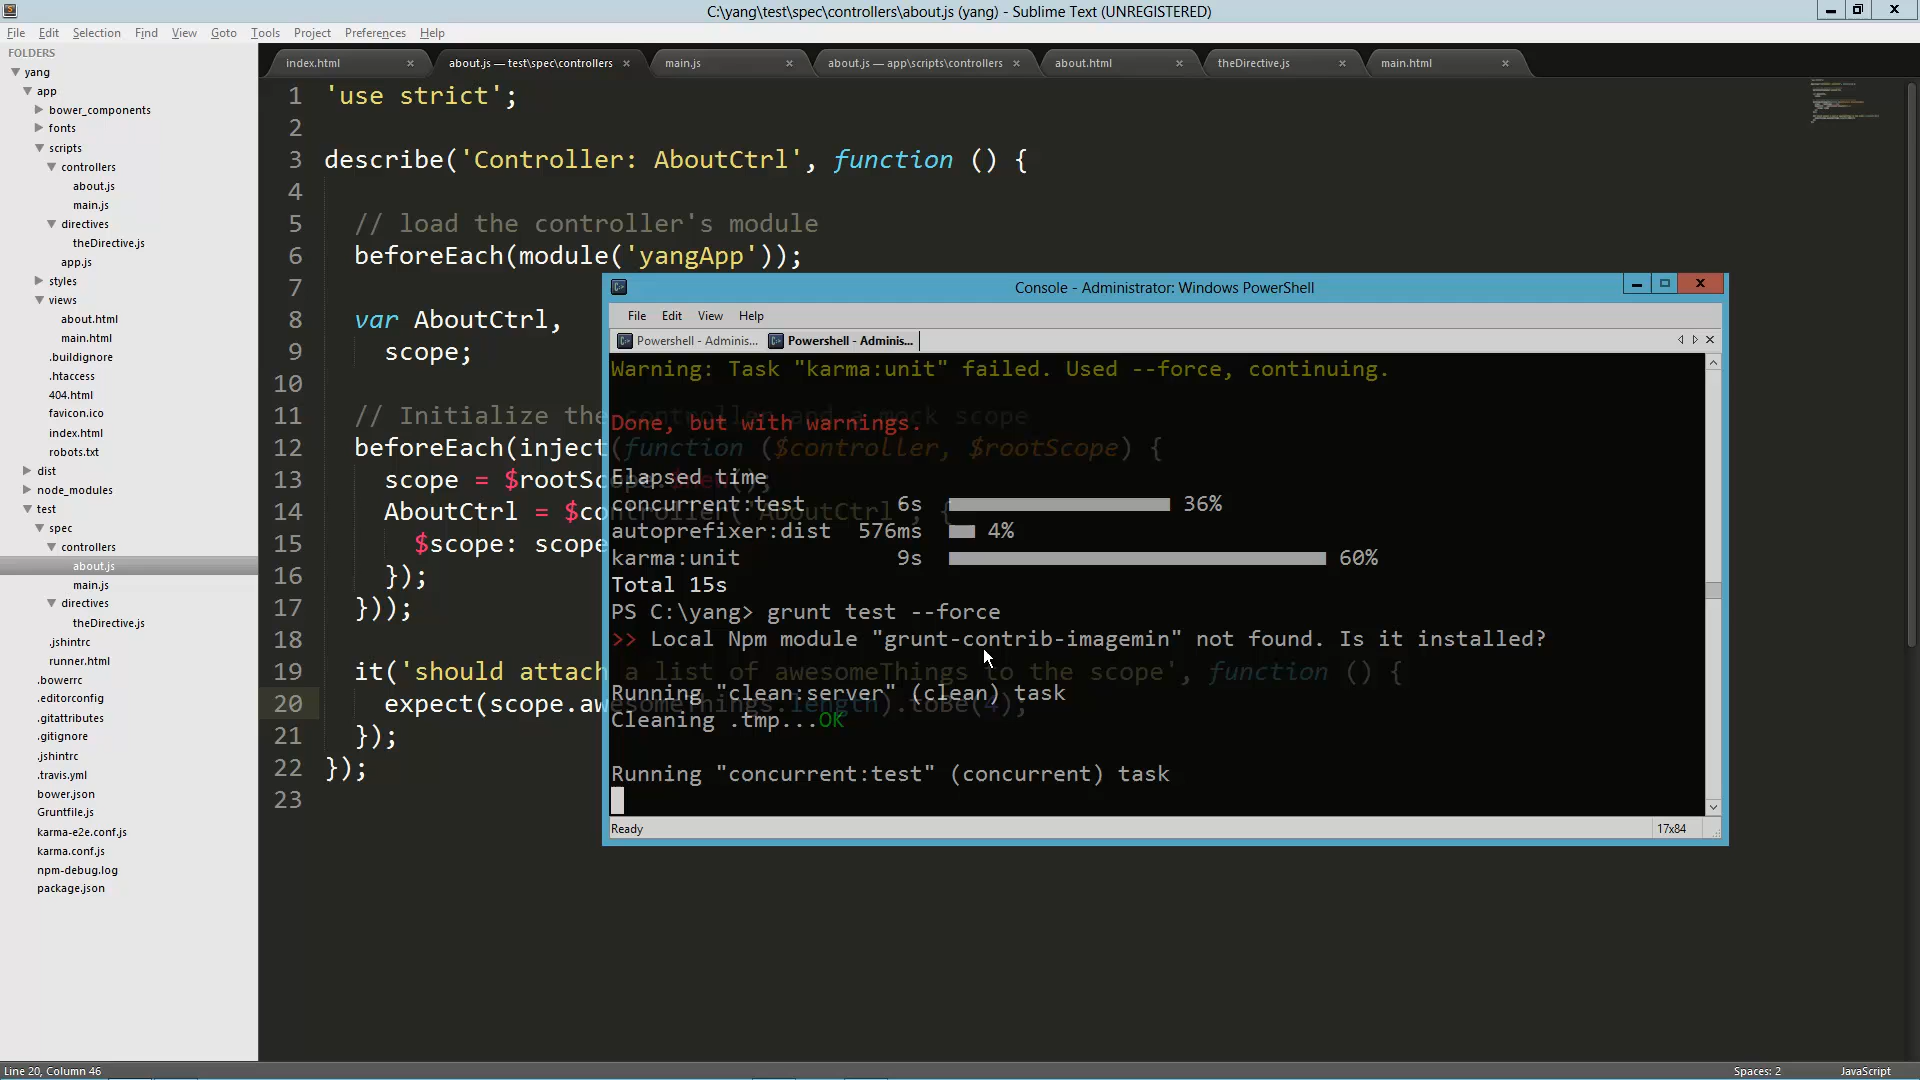 C:\yang\test\spec\controllers\about.js (yang) - Sublime Text (UNREGISTERED)
File Edit Selection Find View Goto Tools Project Preferences Help
FOLDERS
yang
app
bower_components
fonts
scripts
controllers
about.js
main.js
directives
theDirective.js
app.js
styles
views
about.html
main.html
.buildignore
.htaccess
404.html
favicon.ico
index.html
robots.txt
dist
node_modules
test
spec
controllers
about.js
main.js
directives
theDirective.js
.jshintrc
runner.html
.bowerrc
.editorconfig
.gitattributes
.gitignore
.jshintrc
.travis.yml
bower.json
Gruntfile.js
karma-e2e.conf.js
karma.conf.js
npm-debug.log
package.json
index.html about.js — test\spec\controllers main.js about.js — app\scripts\controllers about.html theDirective.js main.html
1 'use strict';
2
3 describe('Controller: AboutCtrl', function () {
4
5 // load the controller's module
6 beforeEach(module('yangApp'));
7
8 var AboutCtrl,
9 scope;
10
11 // Initialize the controller and a mock scope
12 beforeEach(inject(function ($controller, $rootScope) {
13 scope = $rootScope.$new();
14 AboutCtrl = $controller('AboutCtrl', {
15 $scope: scope
16 });
17 }));
18
19 it('should attach a list of awesomeThings to the scope', function () {
20 expect(scope.awesomeThings.length).toBe(4);
21 });
22 });
23
Console - Administrator: Windows PowerShell
File Edit View Help
Powershell - Adminis... Powershell - Adminis...
Warning: Task "karma:unit" failed. Used --force, continuing.
Done, but with warnings.
Elapsed time
concurrent:test 6s 36%
autoprefixer:dist 576ms 4%
karma:unit 9s 60%
Total 15s
PS C:\yang> grunt test --force
>> Local Npm module "grunt-contrib-imagemin" not found. Is it installed?
Running "clean:server" (clean) task
Cleaning .tmp...OK
Running "concurrent:test" (concurrent) task
Ready 17x84
Line 20, Column 46 Spaces: 2 JavaScript